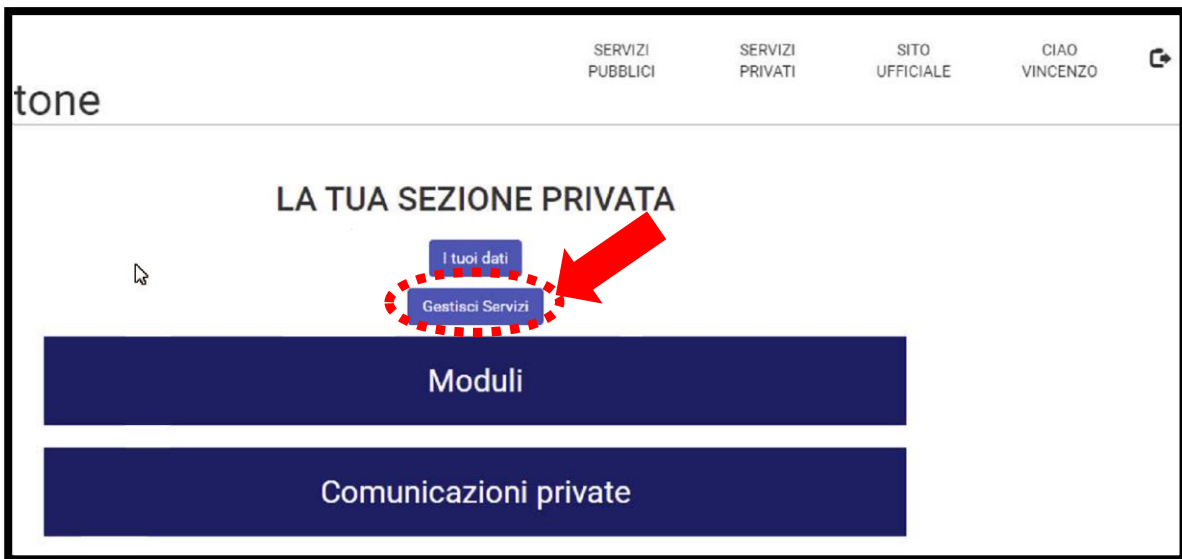 SERVIZI
PUBBLICI
SERVIZI
PRIVATI
SITO
UFFICIALE
CIAO
VINCENZO
tone
LA TUA SEZIONE PRIVATA
I tuoi dati
Gestisci Servizi
Moduli
Comunicazioni private